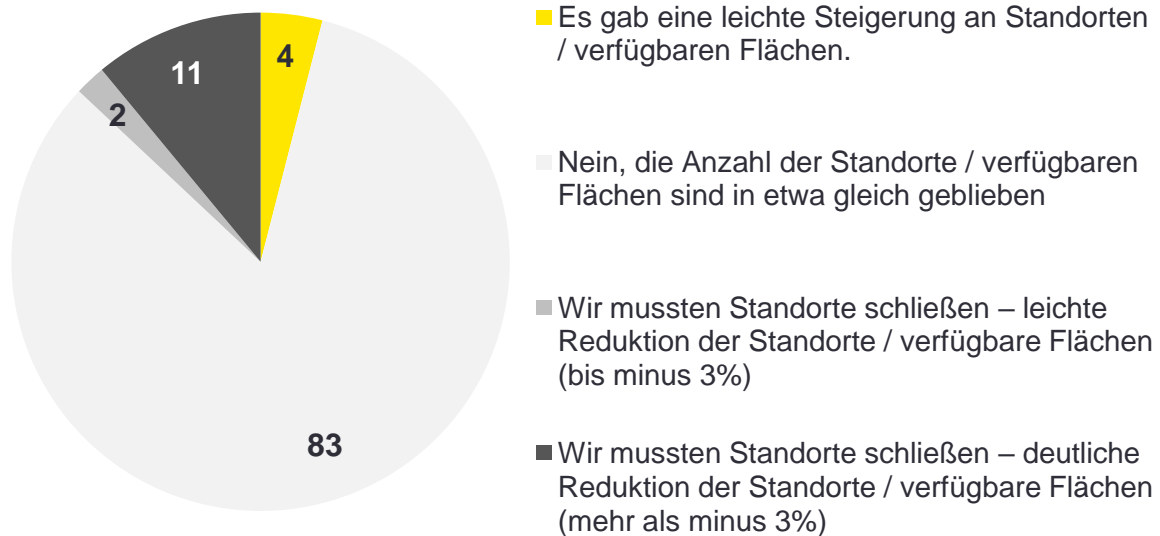 4
11
2
83
Es gab eine leichte Steigerung an Standorten
/ verfügbaren Flächen.
Nein, die Anzahl der Standorte / verfügbaren
Flächen sind in etwa gleich geblieben
Wir mussten Standorte schließen – leichte
Reduktion der Standorte / verfügbare Flächen
(bis minus 3%)
Wir mussten Standorte schließen – deutliche
Reduktion der Standorte / verfügbare Flächen
(mehr als minus 3%)